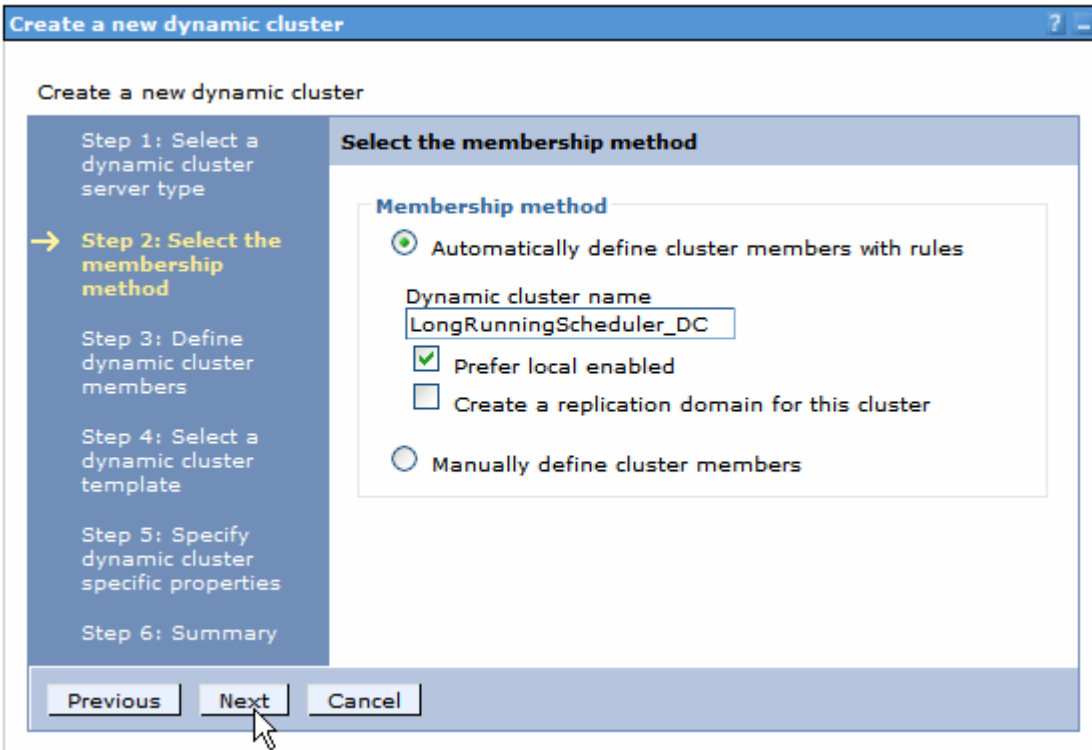 Create a new dynamic cluster
?
Create a new dynamic cluster
Step 1: Select a
dynamic cluster
server type
Step 2: Select the
membership
method
Step 3: Define
dynamic cluster
members
Step 4: Select a
dynamic cluster
template
Step 5: Specify
dynamic cluster
specific properties
Step 6: Summary
Select the membership method
Membership method
Automatically define cluster members with rules
Dynamic cluster name
LongRunningScheduler_DC
Prefer local enabled
Create a replication domain for this cluster
Manually define cluster members
Previous
Next
Cancel